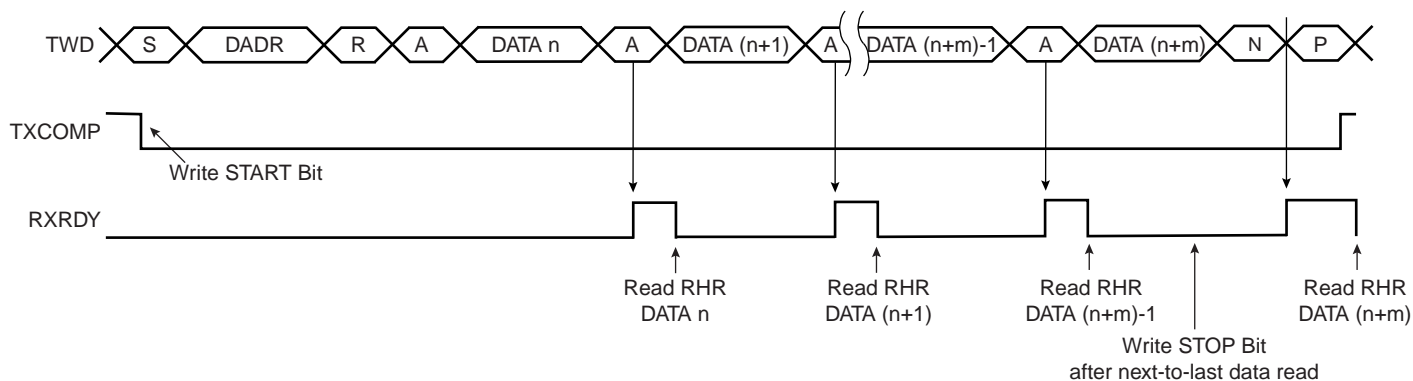 TWD S DADR R A DATA n A DATA (n+1) A DATA (n+m)-1 A DATA (n+m) N P
TXCOMP
Write START Bit
RXRDY
Read RHR
DATA n
Read RHR
DATA (n+1)
Read RHR
DATA (n+m)-1
Read RHR
DATA (n+m)
Write STOP Bit
after next-to-last data read